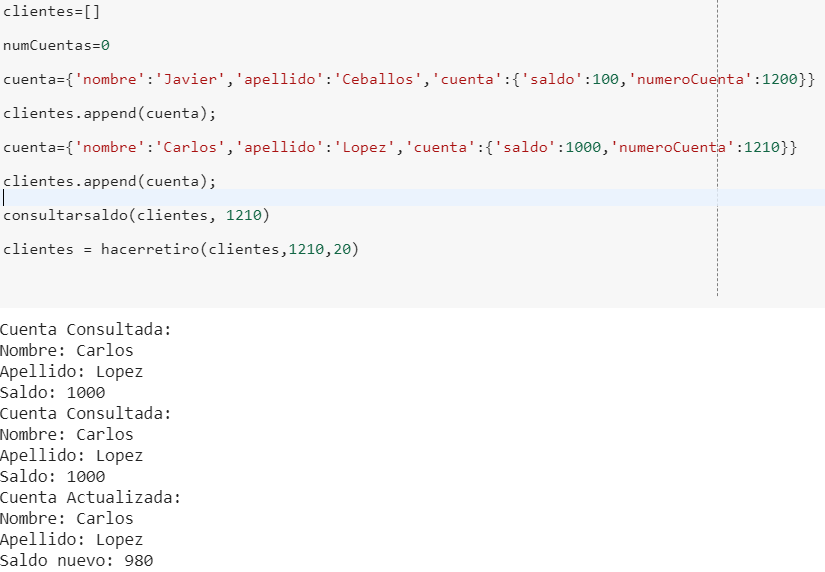 clientes=[]
numCuentas=0
cuenta={'nombre':'Javier','apellido':'Ceballos','cuenta':{'saldo':100,'numeroCuenta':1200}}
clientes.append(cuenta);
cuenta={'nombre':'Carlos','apellido':'Lopez','cuenta':{'saldo':1000,'numeroCuenta':1210}}
clientes.append(cuenta);
consultarsaldo(clientes, 1210)
clientes = hacerretiro(clientes,1210,20)
Cuenta Consultada:
Nombre: Carlos
Apellido: Lopez
Saldo: 1000
Cuenta Consultada:
Nombre: Carlos
Apellido: Lopez
Saldo: 1000
Cuenta Actualizada:
Nombre: Carlos
Apellido: Lopez
Saldo nuevo: 980